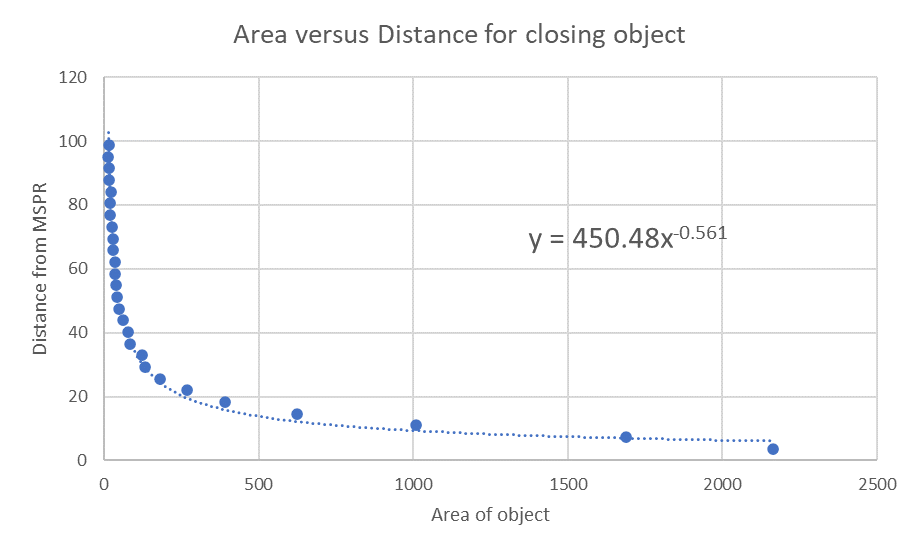 Area versus Distance for closing object
120
100
80
60
40
20
0
Distance from MSPR
y = 450.48x-0.561
0 500 1000 1500 2000 2500
Area of object